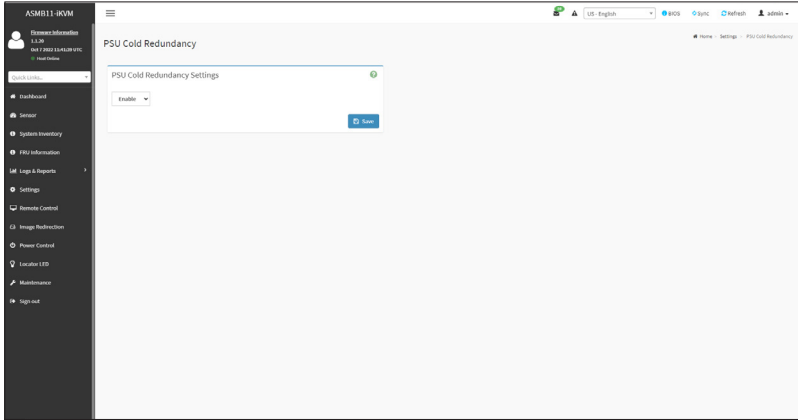 ASMB11-iKVM
Firmware Information
1.1.20
Oct 7 2022 11:41:20 UTC
Host Online
Quick Links...
Dashboard
Sensor
System Inventory
FRU Information
Logs & Reports
Settings
Remote Control
Image Redirection
Power Control
Locator LED
Maintenance
Sign out
US - English
BIOS
Sync
Refresh
admin
PSU Cold Redundancy
Home
Settings
PSU Cold Redundancy
PSU Cold Redundancy Settings
Enable
Save